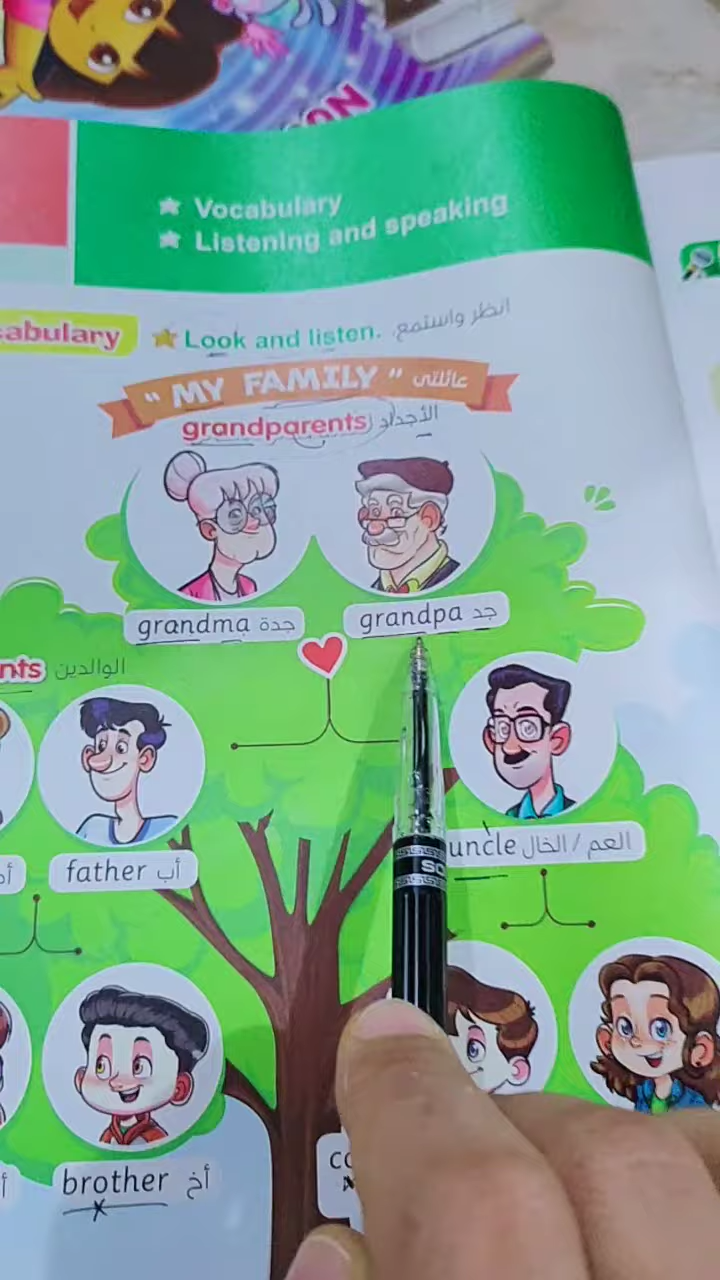 ★ Vocabulary
★ Listening and speaking
cabulary
Look and listen. انظر واستمع.
" MY FAMILY " عائلتى
grandparents الأجداد
grandma جدة
grandpa جد
nts الوالدين
father أب
uncle العم / الخال
brother أخ